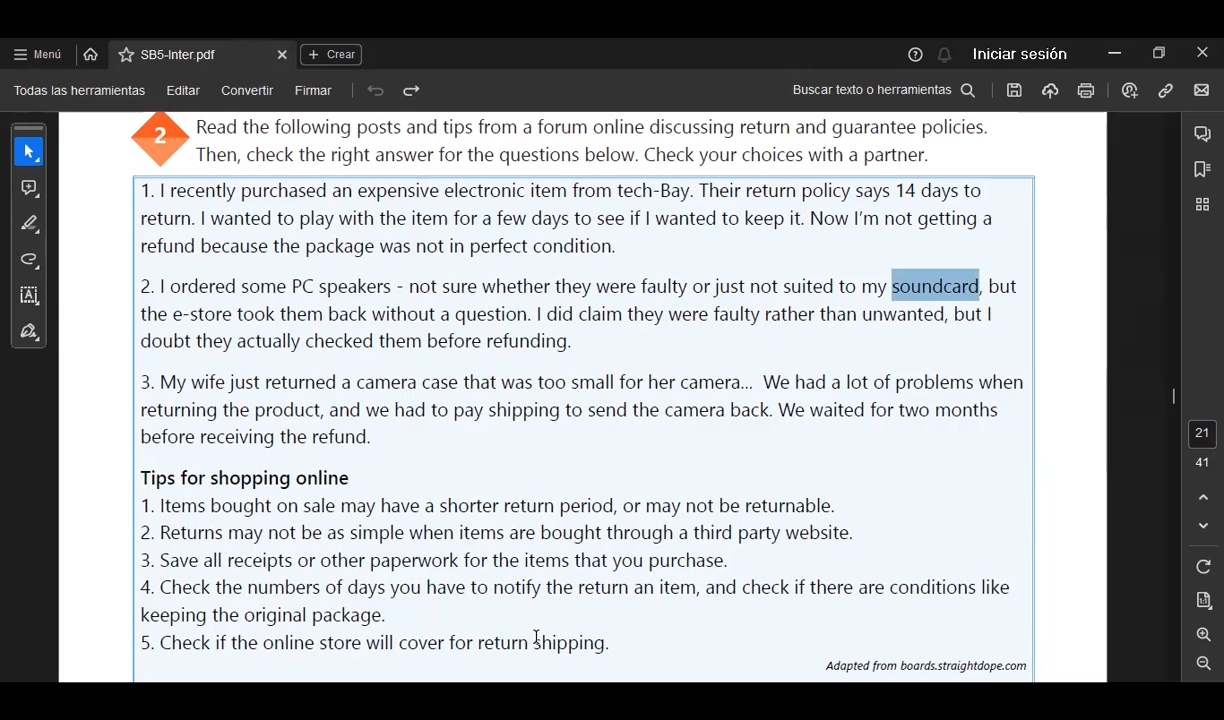 Menú
SB5-Inter.pdf
Crear
Iniciar sesión
Todas las herramientas
Editar
Convertir
Firmar
Buscar texto o herramientas
2
Read the following posts and tips from a forum online discussing return and guarantee policies.
Then, check the right answer for the questions below. Check your choices with a partner.
1. I recently purchased an expensive electronic item from tech-Bay. Their return policy says 14 days to
return. I wanted to play with the item for a few days to see if I wanted to keep it. Now I'm not getting a
refund because the package was not in perfect condition.
2. I ordered some PC speakers - not sure whether they were faulty or just not suited to my soundcard, but
the e-store took them back without a question. I did claim they were faulty rather than unwanted, but I
doubt they actually checked them before refunding.
3. My wife just returned a camera case that was too small for her camera... We had a lot of problems when
returning the product, and we had to pay shipping to send the camera back. We waited for two months
before receiving the refund.
Tips for shopping online
1. Items bought on sale may have a shorter return period, or may not be returnable.
2. Returns may not be as simple when items are bought through a third party website.
3. Save all receipts or other paperwork for the items that you purchase.
4. Check the numbers of days you have to notify the return an item, and check if there are conditions like
keeping the original package.
5. Check if the online store will cover for return shipping.
Adapted from boards.straightdope.com
21
41